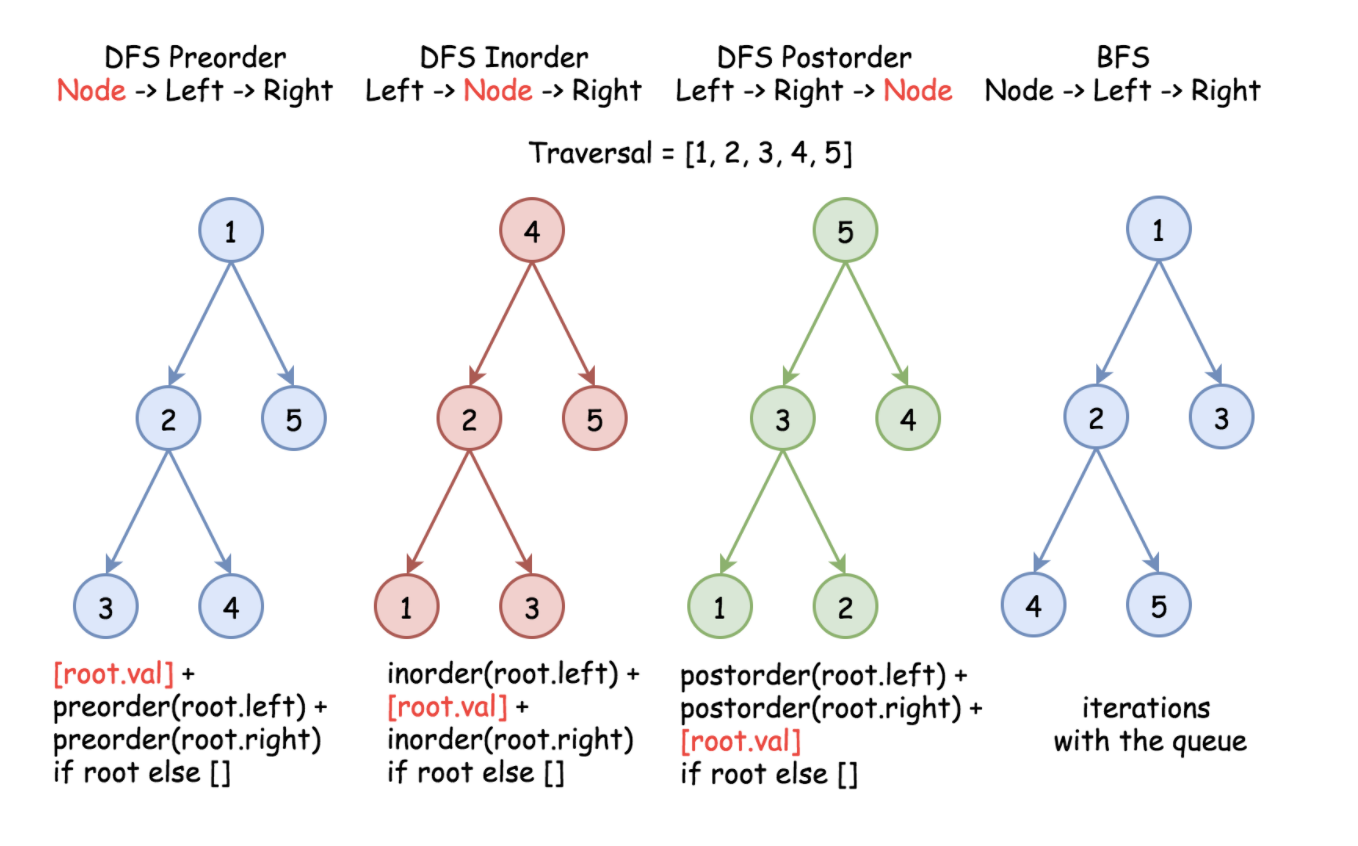 DFS Preorder
Node -> Left -> Right
DFS Inorder
Left -> Node -> Right
DFS Postorder
Left -> Right -> Node
BFS
Node -> Left -> Right
Traversal = [1, 2, 3, 4, 5]
1
2
5
3
4
[root.val] +
preorder(root.left) +
preorder(root.right)
if root else []
4
2
5
1
3
inorder(root.left) +
[root.val] +
inorder(root.right)
if root else []
5
3
4
1
2
postorder(root.left) +
postorder(root.right) +
[root.val]
if root else []
1
2
3
4
5
iterations
with the queue